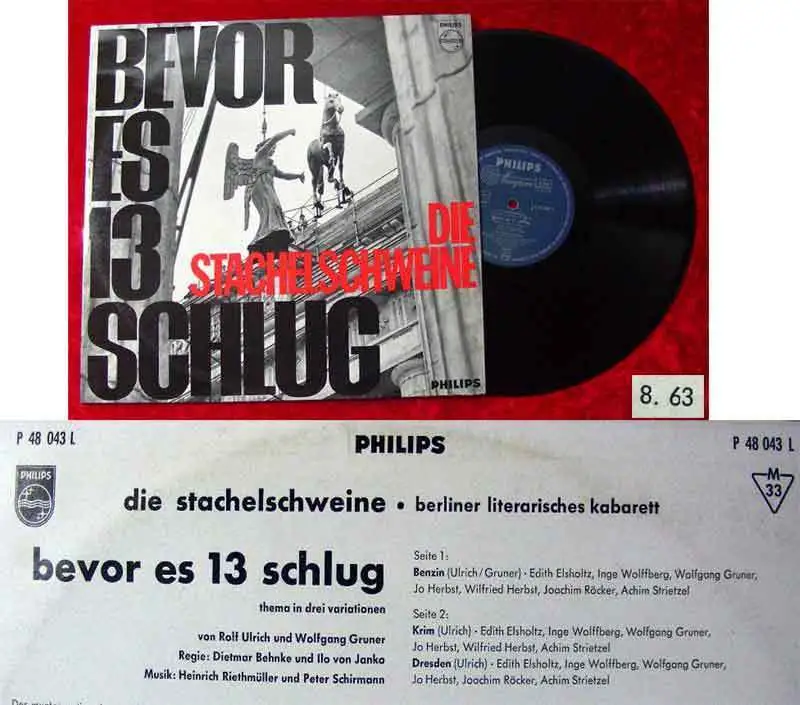 BEVOR
ES
13
SCHLUG
DIE
STACHELSCHWEINE
PHILIPS
PHILIPS
PHILIPS
8. 63
P 48 043 L
PHILIPS
P 48 043 L
PHILIPS
M
33
die stachelschweine • berliner literarisches kabarett
bevor es 13 schlug
thema in drei variationen
von Rolf Ulrich und Wolfgang Gruner
Regie: Dietmar Behnke und Ilo von Janko
Musik: Heinrich Riethmüller und Peter Schirmann
Seite 1:
Benzin (Ulrich/Gruner) - Edith Elsholtz, Inge Wolffberg, Wolfgang Gruner,
Jo Herbst, Wilfried Herbst, Joachim Röcker, Achim Strietzel
Seite 2:
Krim (Ulrich) - Edith Elsholtz, Inge Wolffberg, Wolfgang Gruner,
Jo Herbst, Wilfried Herbst, Achim Strietzel
Dresden (Ulrich) - Edith Elsholtz, Inge Wolffberg, Wolfgang Gruner,
Jo Herbst, Joachim Röcker, Achim Strietzel